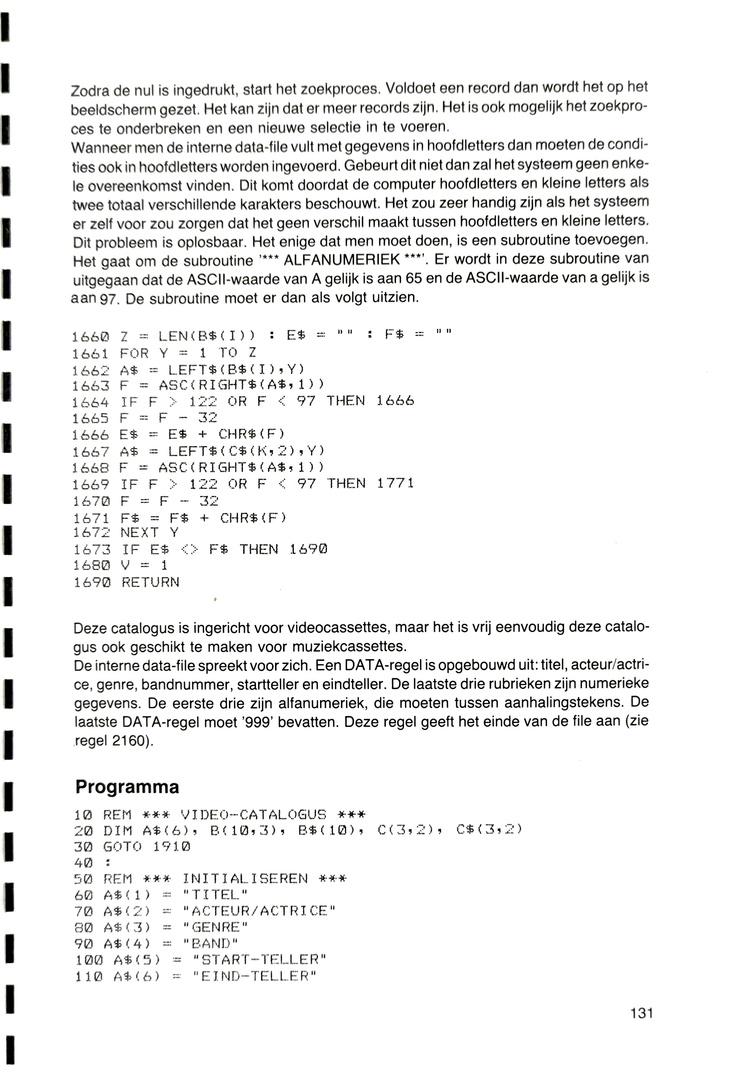 Zodra de nul is ingedrukt, start het zoekproces. Voldoet een record dan wordt het op het
beeldscherm gezet. Het kan zijn dat er meer records zijn. Het is ook mogelijk het zoekpro-
ces te onderbreken en een nieuwe selectie in te voeren.
Wanneer men de interne data-file vult met gegevens in hoofdletters dan moeten de condi-
ties ook in hoofdletters worden ingevoerd. Gebeurt dit niet dan zal het systeem geen enke-
le overeenkomst vinden. Dit komt doordat de computer hoofdletters en kleine letters als
twee totaal verschillende karakters beschouwt. Het zou zeer handig zijn als het systeem
er zelf voor zou zorgen dat het geen verschil maakt tussen hoofdletters en kleine letters.
Dit probleem is oplosbaar. Het enige dat men moet doen, is een subroutine toevoegen.
Het gaat om de subroutine '*** ALFANUMERIEK ***'. Er wordt in deze subroutine van
uitgegaan dat de ASCII-waarde van A gelijk is aan 65 en de ASCII-waarde van a gelijk is
aan 97. De subroutine moet er dan als volgt uitzien.
1660 Z = LEN(B$(I)) : E$ = "" : F$ = ""
1661 FOR Y = 1 TO Z
1662 A$ = LEFT$(B$(I),Y)
1663 F = ASC(RIGHT$(A$,1))
1664 IF F > 122 OR F < 97 THEN 1666
1665 F = F - 32
1666 E$ = E$ + CHR$(F)
1667 A$ = LEFT$(C$(K,2),Y)
1668 F = ASC(RIGHT$(A$,1))
1669 IF F > 122 OR F < 97 THEN 1771
1670 F = F - 32
1671 F$ = F$ + CHR$(F)
1672 NEXT Y
1673 IF E$ <> F$ THEN 1690
1680 V = 1
1690 RETURN
Deze catalogus is ingericht voor videocassettes, maar het is vrij eenvoudig deze catalo-
gus ook geschikt te maken voor muziekcassettes.
De interne data-file spreekt voor zich. Een DATA-regel is opgebouwd uit: titel, acteur/actri-
ce, genre, bandnummer, startteller en eindteller. De laatste drie rubrieken zijn numerieke
gegevens. De eerste drie zijn alfanumeriek, die moeten tussen aanhalingstekens. De
laatste DATA-regel moet '999' bevatten. Deze regel geeft het einde van de file aan (zie
regel 2160).
Programma
10 REM *** VIDEO-CATALOGUS ***
20 DIM A$(6), B(10,3), B$(10), C(3,2), C$(3,2)
30 GOTO 1910
40 :
50 REM *** INITIALISEREN ***
60 A$(1) = "TITEL"
70 A$(2) = "ACTEUR/ACTRICE"
80 A$(3) = "GENRE"
90 A$(4) = "BAND"
100 A$(5) = "START-TELLER"
110 A$(6) = "EIND-TELLER"
131